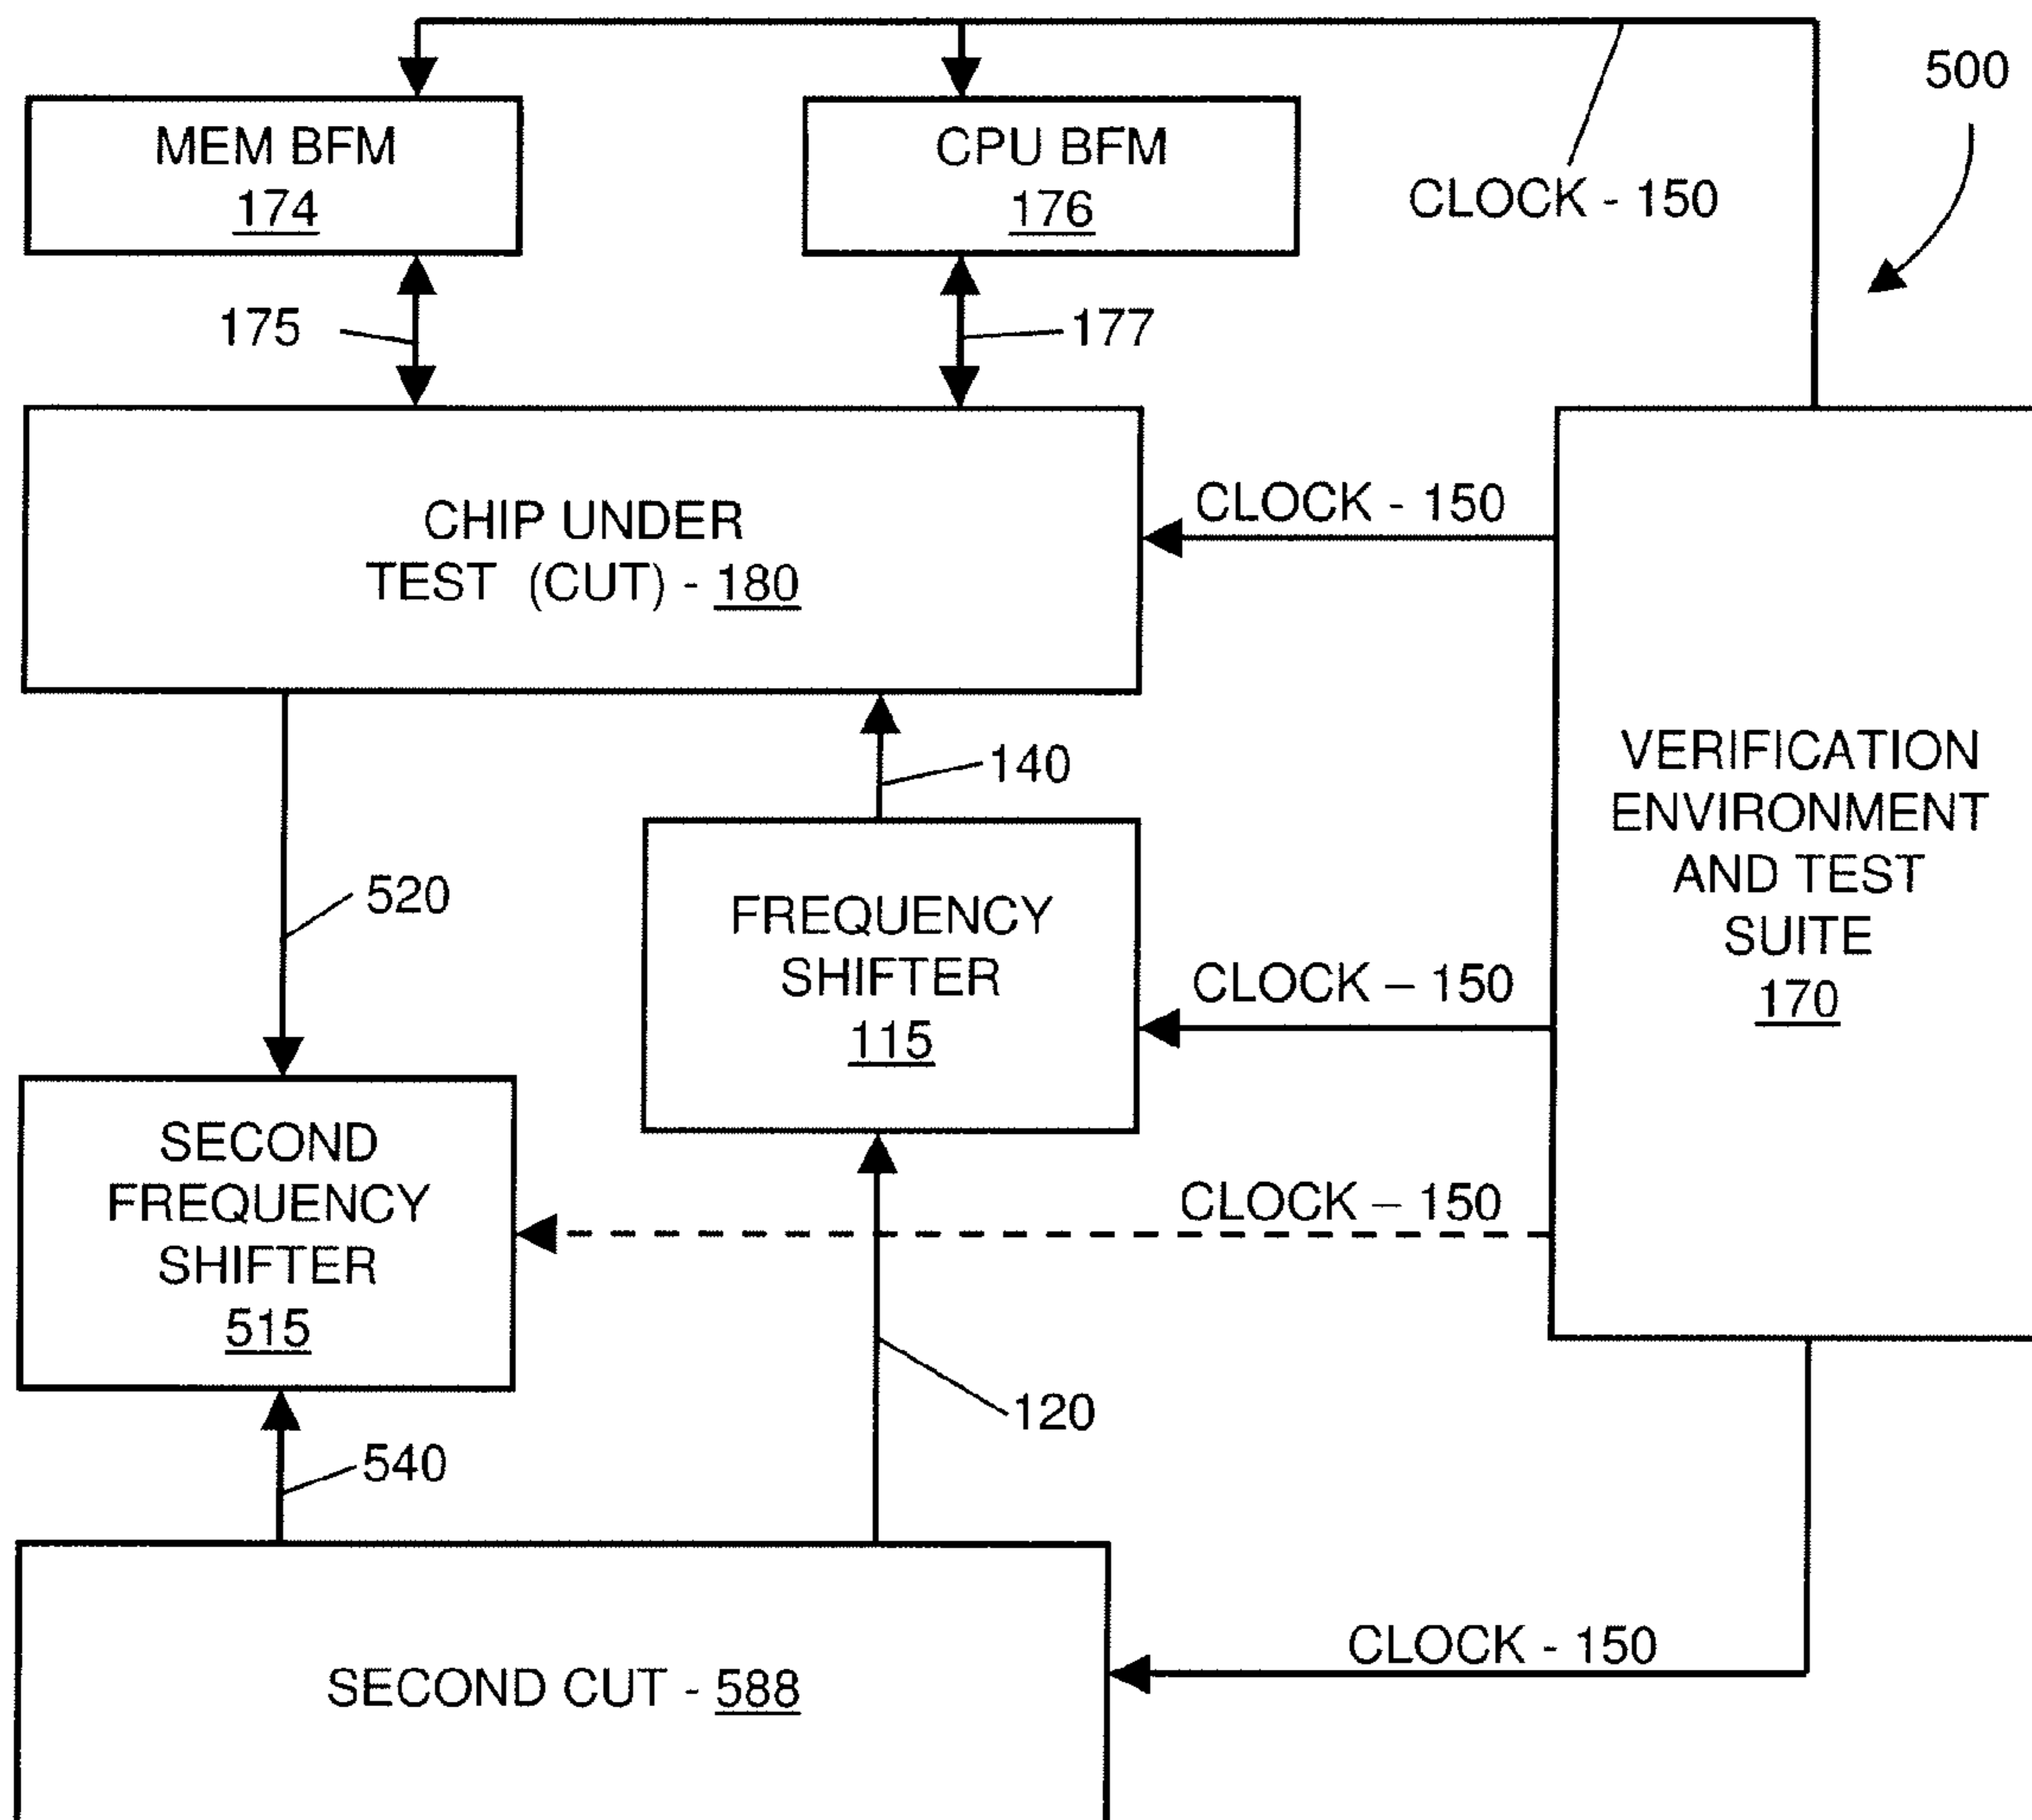 500
MEM BFM
174
CPU BFM
176
CLOCK - 150
175
177
CHIP UNDER
TEST (CUT) - 180
CLOCK - 150
VERIFICATION
ENVIRONMENT
AND TEST
SUITE
170
140
520
FREQUENCY
SHIFTER
115
CLOCK – 150
SECOND
FREQUENCY
SHIFTER
515
CLOCK – 150
120
540
SECOND CUT - 588
CLOCK - 150